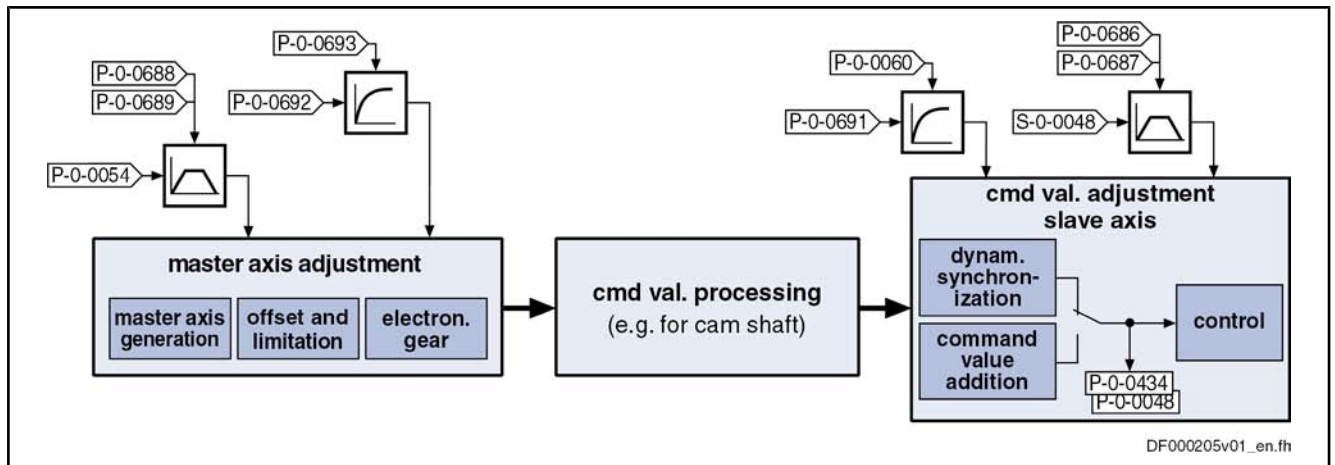 P-0-0693
P-0-0688
P-0-0689
P-0-0692
P-0-0054
P-0-0686
P-0-0060
P-0-0687
P-0-0691
S-0-0048
master axis adjustment
master axis
generation
offset and
limitation
electron.
gear
cmd val. processing
(e.g. for cam shaft)
cmd val. adjustment
slave axis
dynam.
synchron-
ization
command
value
addition
control
P-0-0434
P-0-0048
DF000205v01_en.fh